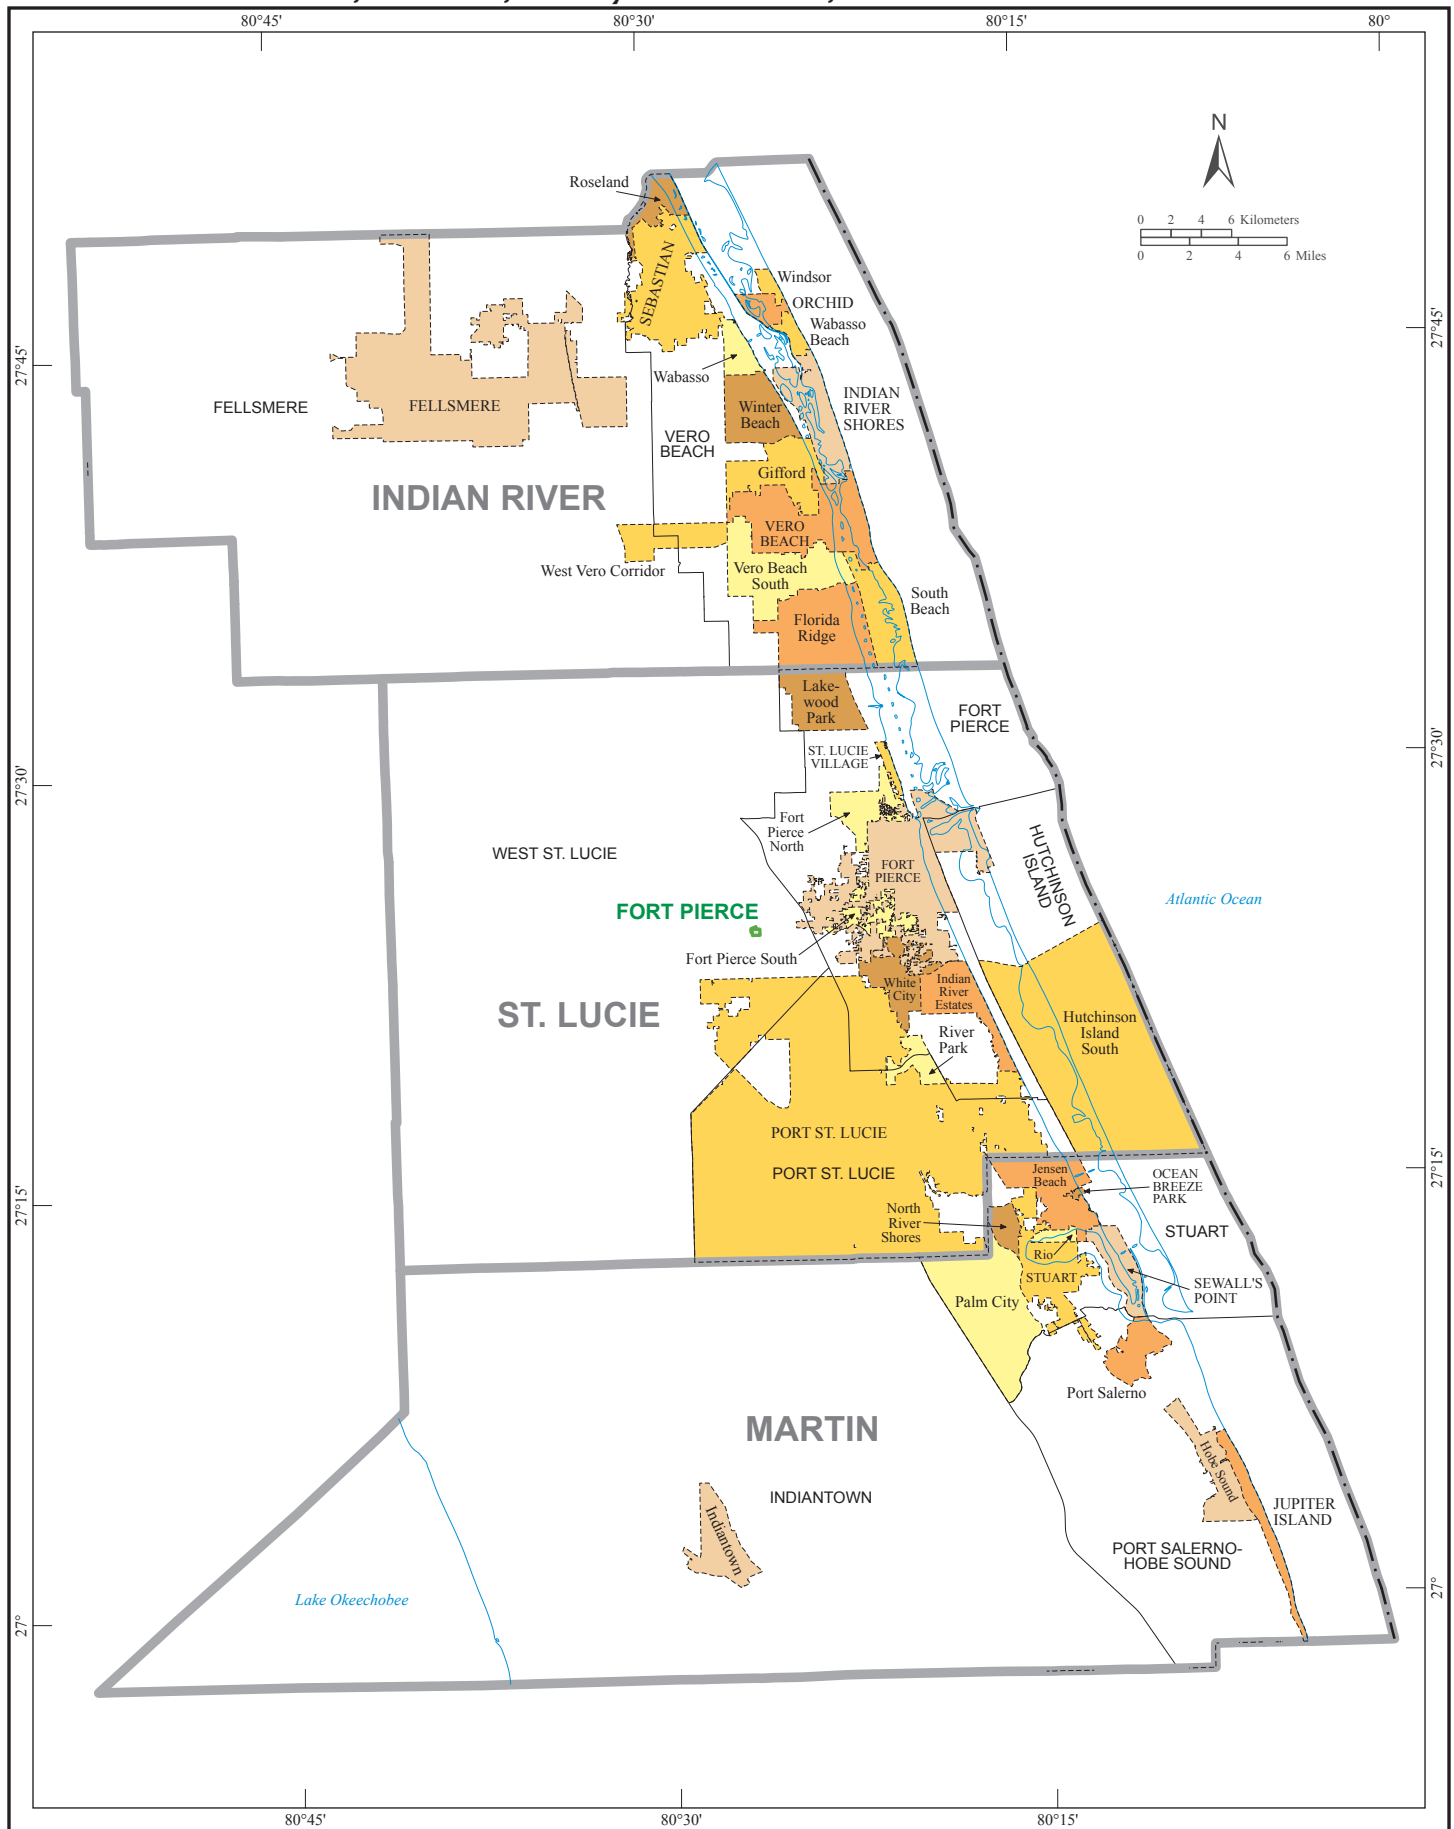 80°45'
80°30'
80°15'
80°
N
0 2 4 6 Kilometers
0 2 4 6 Miles
Roseland
SEBASTIAN
Windsor
ORCHID
Wabasso
Beach
27°45'
27°45'
Wabasso
FELLSMERE
FELLSMERE
Winter
Beach
INDIAN
RIVER
SHORES
VERO
BEACH
Gifford
INDIAN RIVER
VERO
BEACH
West Vero Corridor
Vero Beach
South
South
Beach
Florida
Ridge
Lake-
wood
Park
FORT
PIERCE
27°30'
27°30'
ST. LUCIE
VILLAGE
Fort
Pierce
North
HUTCHINSON
ISLAND
WEST ST. LUCIE
FORT
PIERCE
FORT PIERCE
Atlantic Ocean
Fort Pierce South
White
City
Indian
River
Estates
ST. LUCIE
Hutchinson
Island
South
River
Park
PORT ST. LUCIE
PORT ST. LUCIE
27°15'
27°15'
Jensen
Beach
OCEAN
BREEZE
PARK
North
River
Shores
STUART
Rio
STUART
SEWALL'S
POINT
Palm City
Port Salerno
MARTIN
Hobe Sound
INDIANTOWN
Indiantown
JUPITER
ISLAND
PORT SALERNO-
HOBE SOUND
Lake Okeechobee
27°
27°
80°45'
80°30'
80°15'